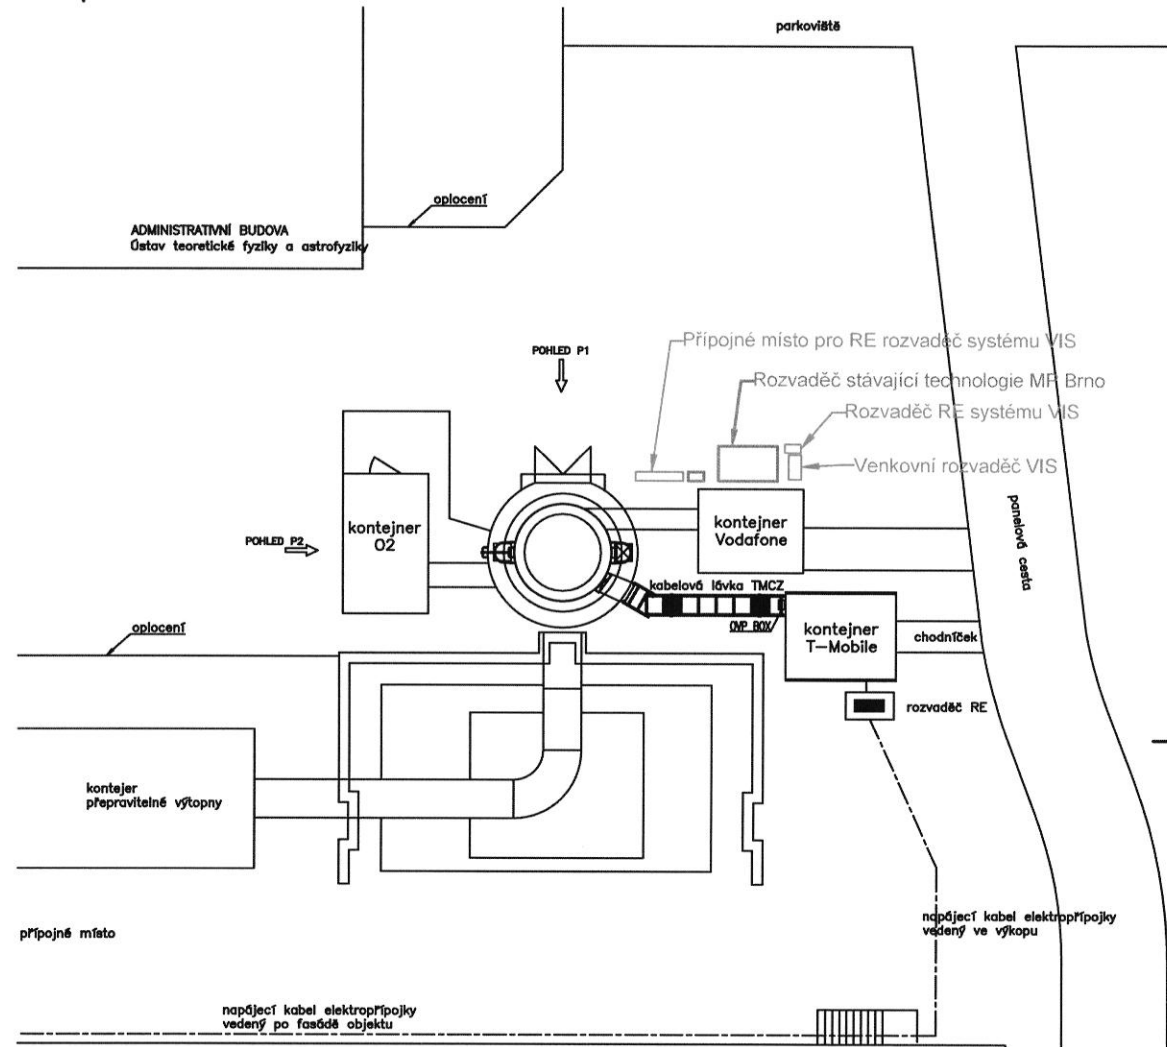 parkoviště
oplocení
ADMINISTRATIVNÍ BUDOVA
Ústav teoretické fyziky a astrofyziky
Přípojné místo pro RE rozvaděč systému VIS
POHLED P1
Rozvaděč stávající technologie MP Brno
Rozvaděč RE systému VIS
Venkovní rozvaděč VIS
panelová cesta
kontejner
O2
kontejner
Vodafone
POHLED P2
kabelová lávka TMCZ
OVP BOX
oplocení
kontejner
T-Mobile
chodníček
rozvaděč RE
kontejer
přepravitelné výtopny
napájecí kabel elektropřípojky
vedený ve výkopu
přípojné místo
napájecí kabel elektropřípojky
vedený po fasádě objektu